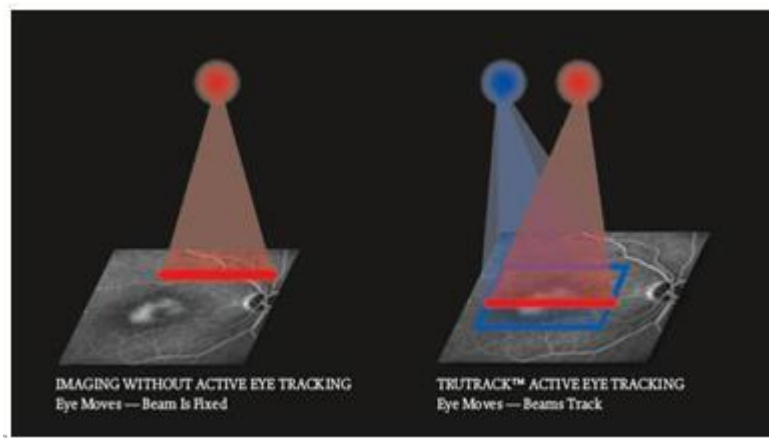 IMAGING WITHOUT ACTIVE EYE TRACKING
Eye Moves — Beam Is Fixed
TRUTRACK™ ACTIVE EYE TRACKING
Eye Moves — Beams Track